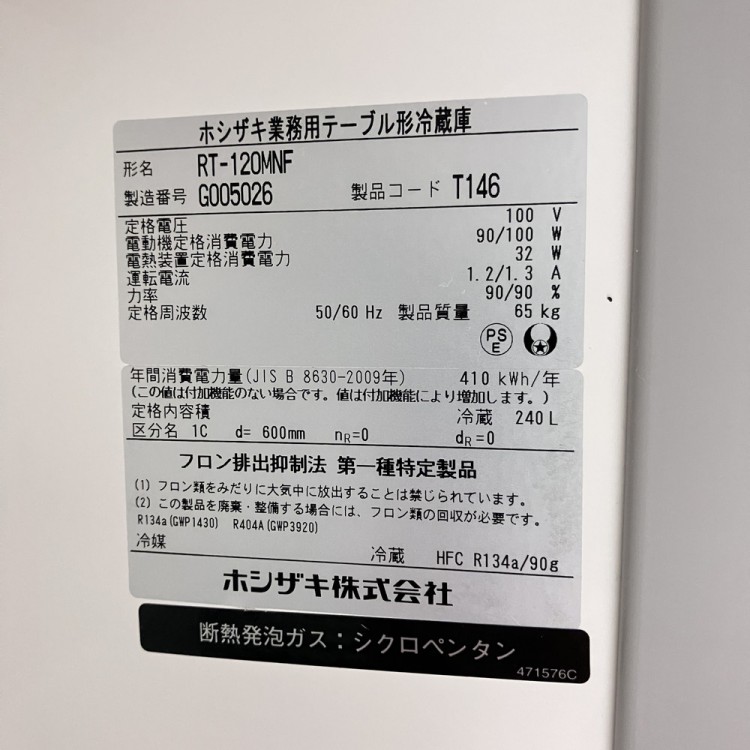 ホシザキ業務用テーブル形冷蔵庫
形名 RT-120MNF
製造番号 G005026 製品コード T146
定格電圧 100 V
電動機定格消費電力 90/100 W
電熱装置定格消費電力 32 W
運転電流 1.2/1.3 A
力率 90/90 %
定格周波数 50/60 Hz 製品質量 65 kg
PS
E
年間消費電力量(JIS B 8630-2009年) 410 kWh/年
(この値は付加機能のない場合です。値は付加機能により増加します。)
定格内容積 冷蔵 240 L
区分名 1C d= 600mm nR=0 dR=0
フロン排出抑制法 第一種特定製品
(1) フロン類をみだりに大気中に放出することは禁じられています。
(2) この製品を廃棄・整備する場合には、フロン類の回収が必要です。
R134a(GWP1430) R404A(GWP3920)
冷媒 冷蔵 HFC R134a/90g
ホシザキ株式会社
断熱発泡ガス：シクロペンタン
471576C